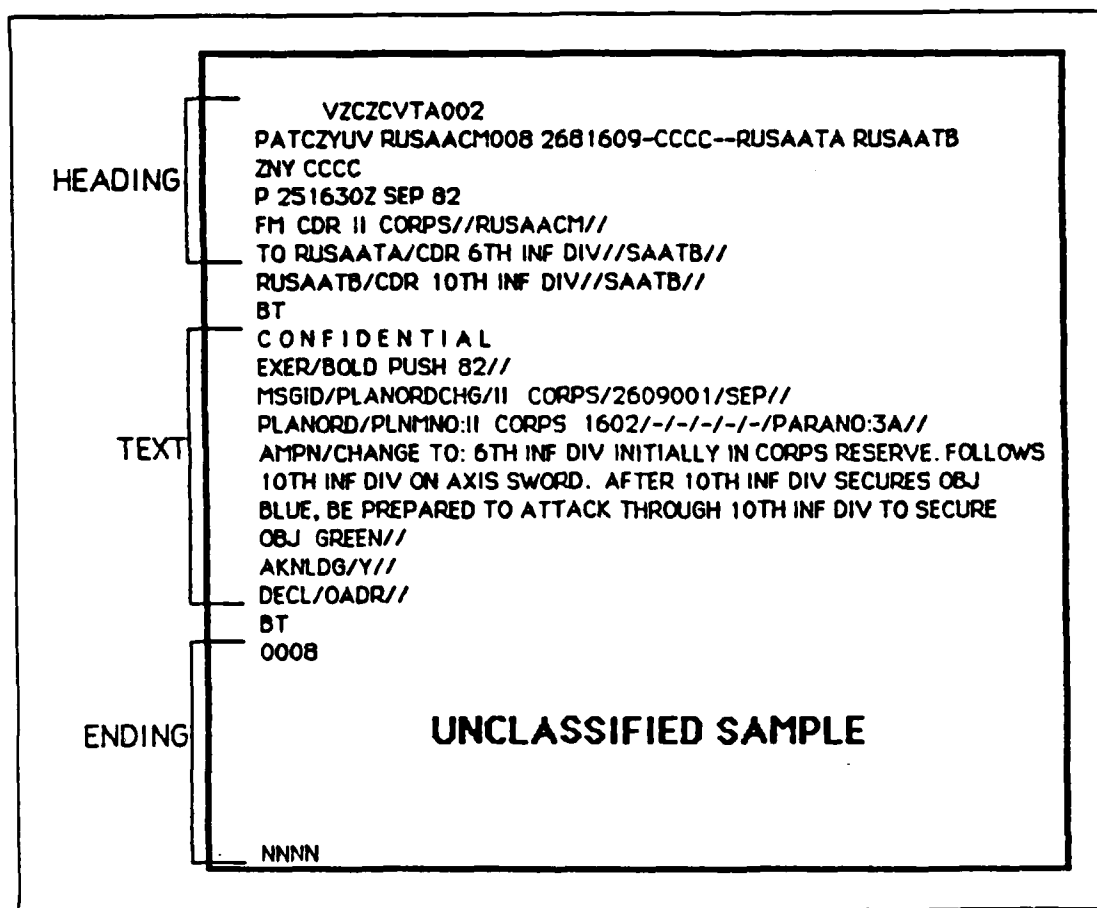 VZCZCVTA002
PATCZYUV RUSAACM008 2681609-CCCC--RUSAATA RUSAATB
ZNY CCCC
HEADING
P 251630Z SEP 82
FM CDR II CORPS//RUSAACM//
TO RUSAATA/CDR 6TH INF DIV//SAATB//
RUSAATB/CDR 10TH INF DIV//SAATB//
BT
C O N F I D E N T I A L
EXER/BOLD PUSH 82//
MSGID/PLANORDCHG/II CORPS/2609001/SEP//
PLANORD/PLNMNO:II CORPS 1602/-/-/-/-/-/PARANO:3A//
TEXT
AMPN/CHANGE TO: 6TH INF DIV INITIALLY IN CORPS RESERVE. FOLLOWS
10TH INF DIV ON AXIS SWORD. AFTER 10TH INF DIV SECURES OBJ
BLUE, BE PREPARED TO ATTACK THROUGH 10TH INF DIV TO SECURE
OBJ GREEN//
AKNLDG/Y//
DECL/OADR//
BT
0008
ENDING
UNCLASSIFIED SAMPLE
NNNN